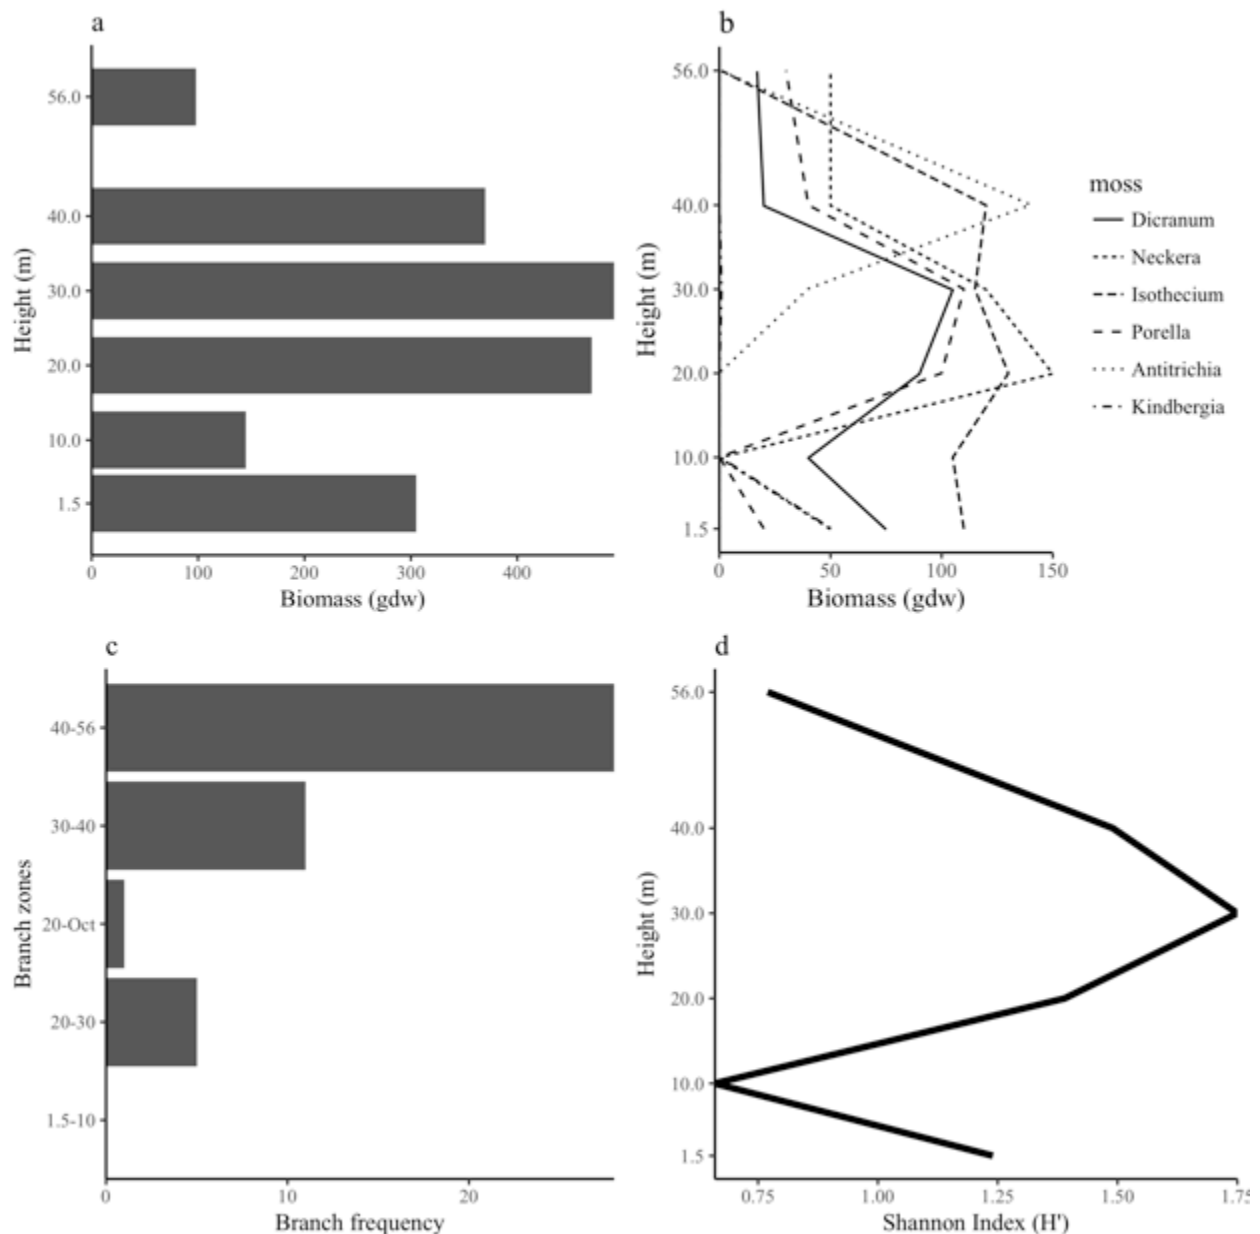 a
56.0
40.0
30.0
20.0
10.0
1.5
Height (m)
0 100 200 300 400
Biomass (gdw)
b
56.0
40.0
30.0
20.0
10.0
1.5
Height (m)
0 50 100 150
Biomass (gdw)
moss
Dicranum
Neckera
Isothecium
Porella
Antitrichia
Kindbergia
c
40-56
30-40
20-Oct
20-30
1.5-10
Branch zones
0 10 20
Branch frequency
d
56.0
40.0
30.0
20.0
10.0
1.5
Height (m)
0.75 1.00 1.25 1.50 1.75
Shannon Index (H')